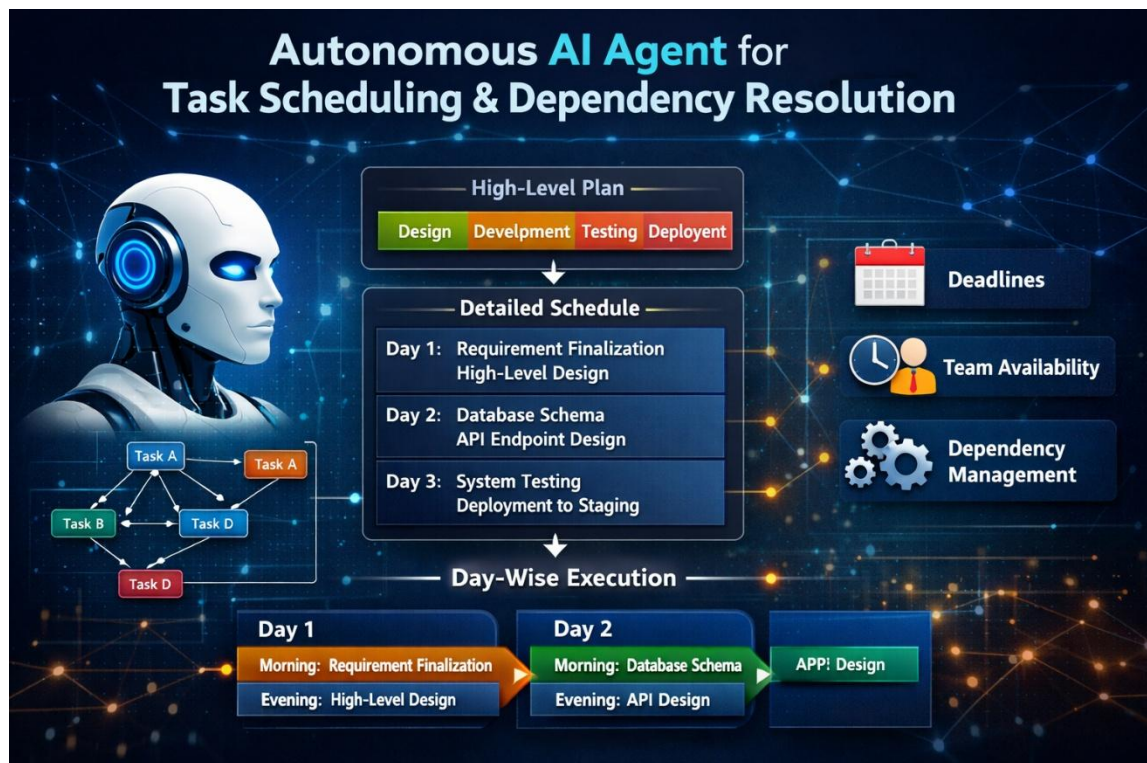 Autonomous AI Agent for
Task Scheduling & Dependency Resolution
High-Level Plan
Design Develpment Testing Deployent
Detailed Schedule
Day 1: Requirement Finalization
High-Level Design
Day 2: Database Schema
API Endpoint Design
Day 3: System Testing
Deployment to Staging
Deadlines
Team Availability
Dependency
Management
Task A
Task A
Task B
Task D
Task D
Day-Wise Execution
Day 1
Morning: Requirement Finalization
Evening: High-Level Design
Day 2
Morning: Database Schema
Evening: API Design
APP: Design